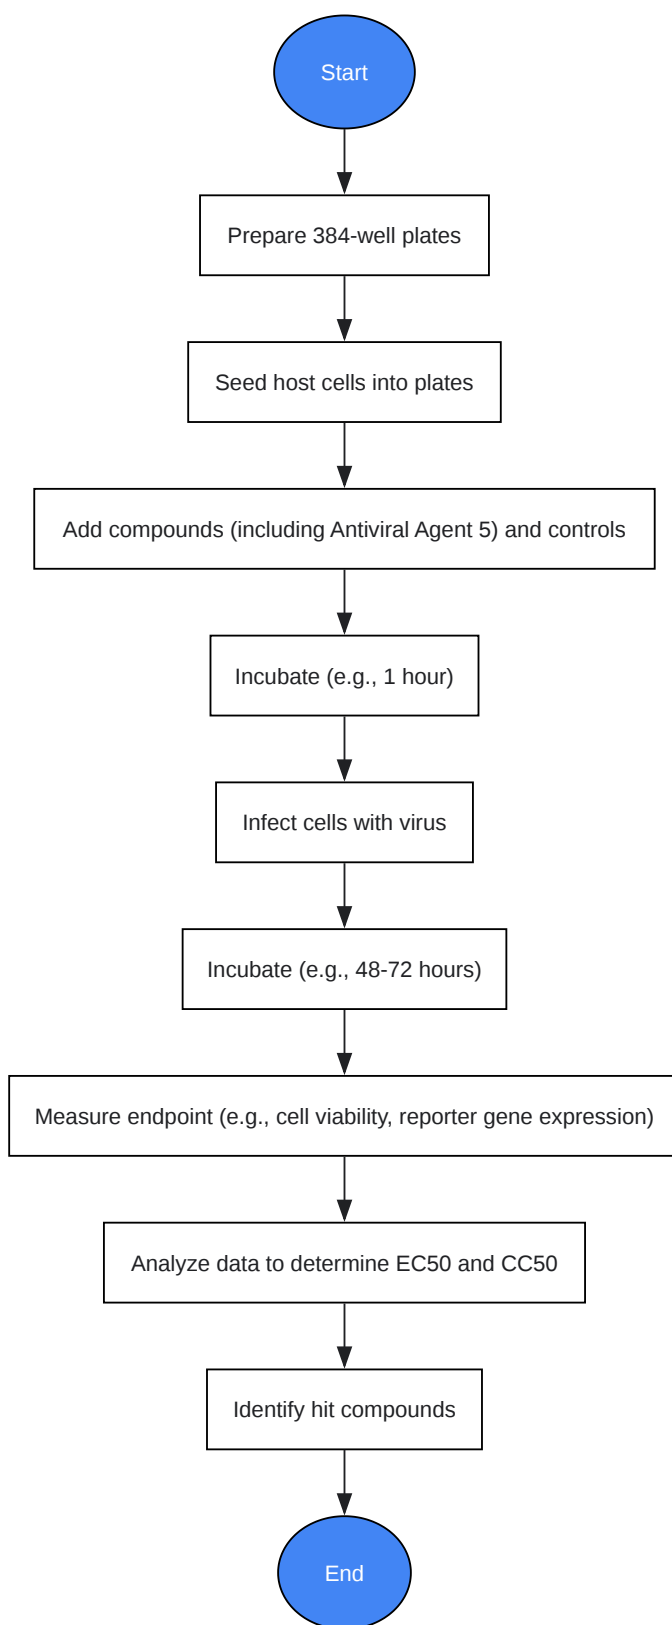 Start
Prepare 384-well plates
Seed host cells into plates
Add compounds (including Antiviral Agent 5) and controls
Incubate (e.g., 1 hour)
Infect cells with virus
Incubate (e.g., 48-72 hours)
Measure endpoint (e.g., cell viability, reporter gene expression)
Analyze data to determine EC50 and CC50
Identify hit compounds
End